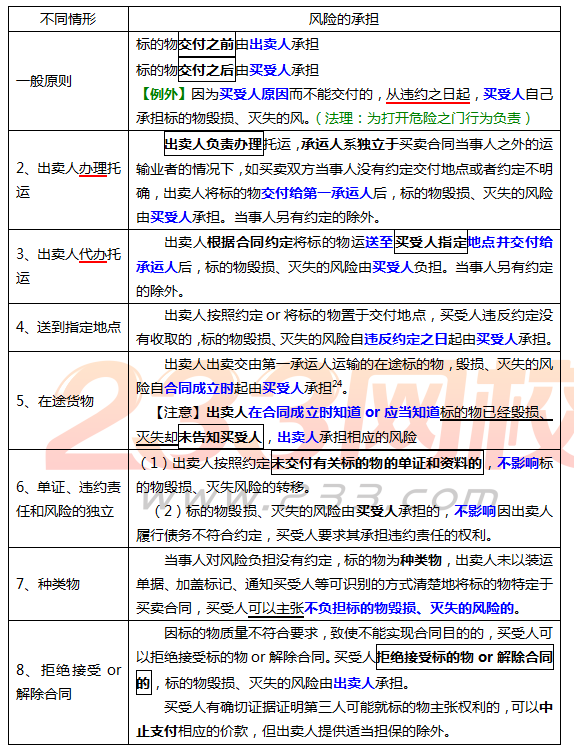 不同情形
风险的承担
一般原则
标的物交付之前由出卖人承担
标的物交付之后由买受人承担
【例外】因为买受人原因而不能交付的，从违约之日起，买受人自己
承担标的物毁损、灭失的风。（法理：为打开危险之门行为负责）
2、出卖人办理托
运
出卖人负责办理托运，承运人系独立于买卖合同当事人之外的运
输业者的情况下，如买卖双方当事人没有约定交付地点或者约定不明
确，出卖人将标的物交付给第一承运人后，标的物毁损、灭失的风险
由买受人承担。当事人另有约定的除外。
3、出卖人代办托
运
出卖人根据合同约定将标的物运送至买受人指定地点并交付给
承运人后，标的物毁损、灭失的风险由买受人负担。当事人另有约定
的除外。
4、送到指定地点
出卖人按照约定 or 将标的物置于交付地点，买受人违反约定没
有收取的，标的物毁损、灭失的风险自违反约定之日起由买受人承担。
5、在途货物
出卖人出卖交由第一承运人运输的在途标的物，毁损、灭失的风
险自合同成立时起由买受人承担24。
【注意】出卖人在合同成立时知道 or 应当知道标的物已经毁损、
灭失却未告知买受人，出卖人承担相应的风险
6、单证、违约责
任和风险的独立
（1）出卖人按照约定未交付有关标的物的单证和资料的，不影响标
的物毁损、灭失风险的转移。
（2）标的物毁损、灭失的风险由买受人承担的，不影响因出卖人
履行债务不符合约定，买受人要求其承担违约责任的权利。
7、种类物
当事人对风险负担没有约定，标的物为种类物，出卖人未以装运
单据、加盖标记、通知买受人等可识别的方式清楚地将标的物特定于
买卖合同，买受人可以主张不负担标的物毁损、灭失的风险的。
8、拒绝接受 or
解除合同
因标的物质量不符合要求，致使不能实现合同目的的，买受人可
以拒绝接受标的物 or 解除合同。买受人拒绝接受标的物 or 解除合同
的，标的物毁损、灭失的风险由出卖人承担。
买受人有确切证据证明第三人可能就标的物主张权利的，可以中
止支付相应的价款，但出卖人提供适当担保的除外。
233网校
www.233.com